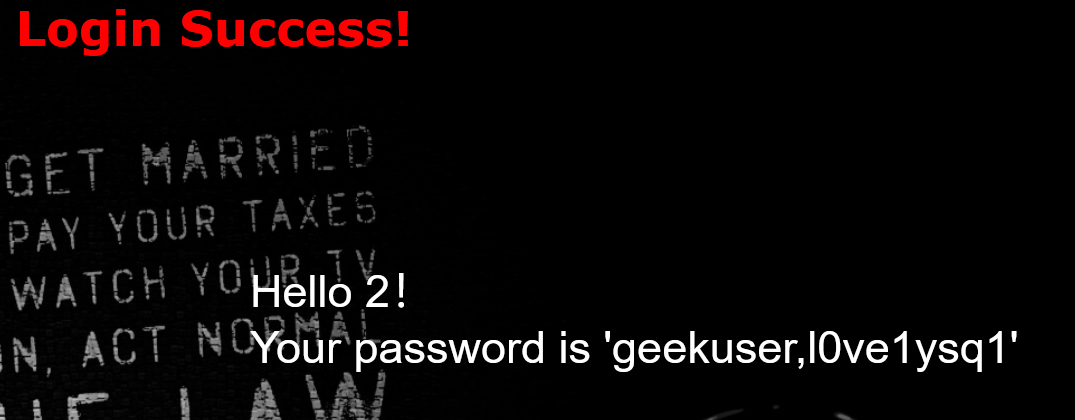 Login Success!
GET MARRIED
PAY YOUR TAXES
WATCH YOUR TV
Hello 2!
N, ACT NORMAL
Your password is 'geekuser,l0ve1ysq1'
LAW